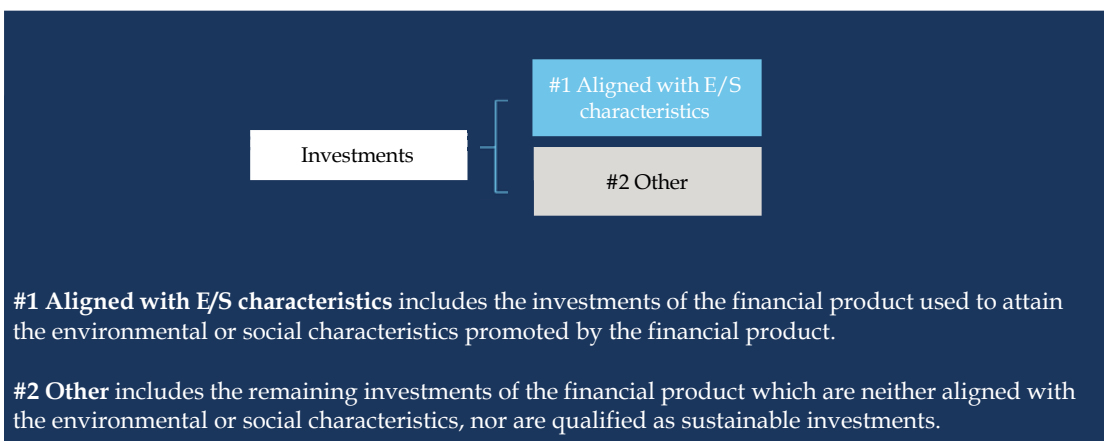 #1 Aligned with E/S
characteristics
Investments
#2 Other
#1 Aligned with E/S characteristics includes the investments of the financial product used to attain
the environmental or social characteristics promoted by the financial product.
#2 Other includes the remaining investments of the financial product which are neither aligned with
the environmental or social characteristics, nor are qualified as sustainable investments.